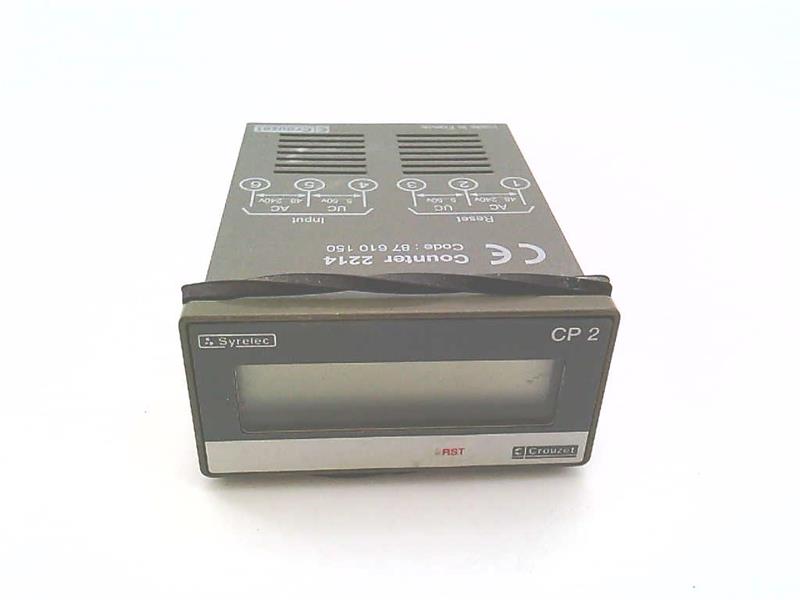 Syrelec
CP 2
RST
Crouzet
Counter 2214
Code : 87 610 150
CE
Reset
Input
AC
UC
UC
AC
48..240v
5..50v
5..50v
48..240v
1
2
3
4
5
6
Made in France
Crouzet